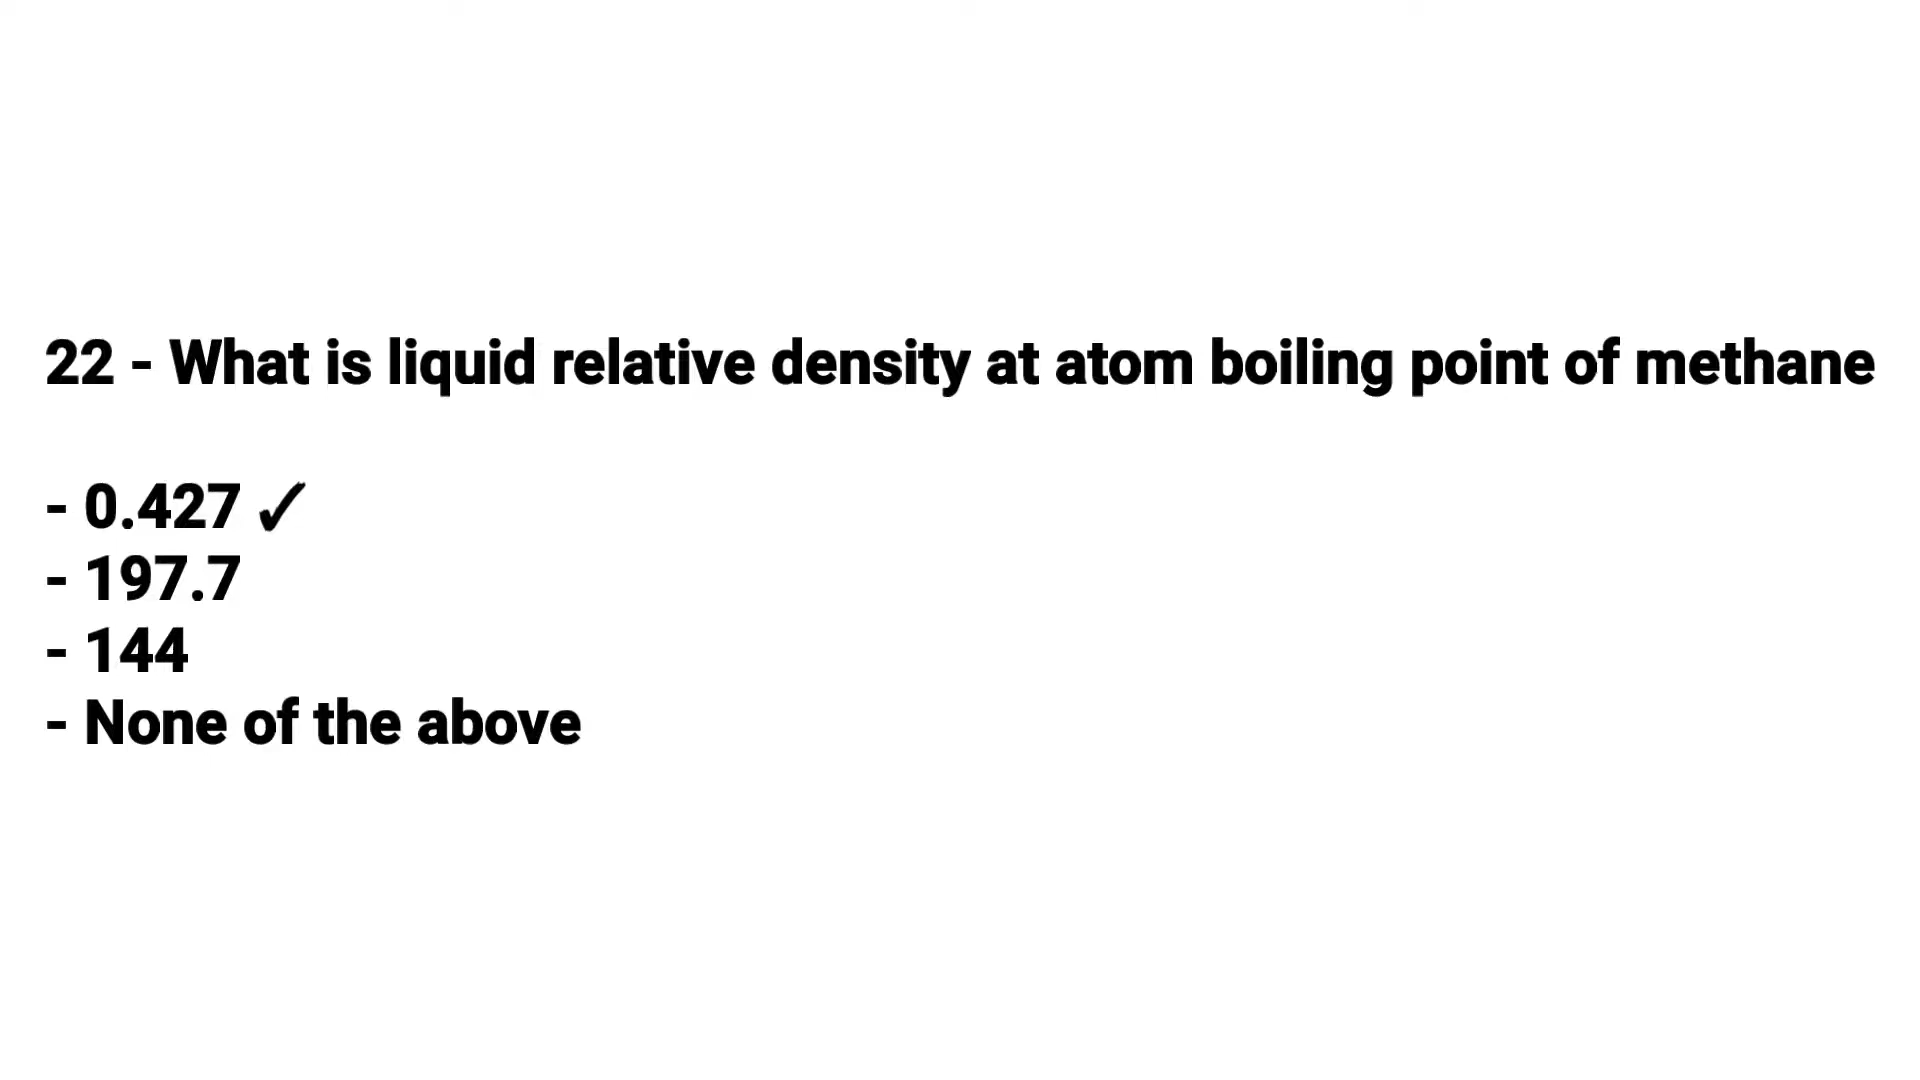 22 - What is liquid relative density at atom boiling point of methane
- 0.427 ✓
- 197.7
- 144
- None of the above